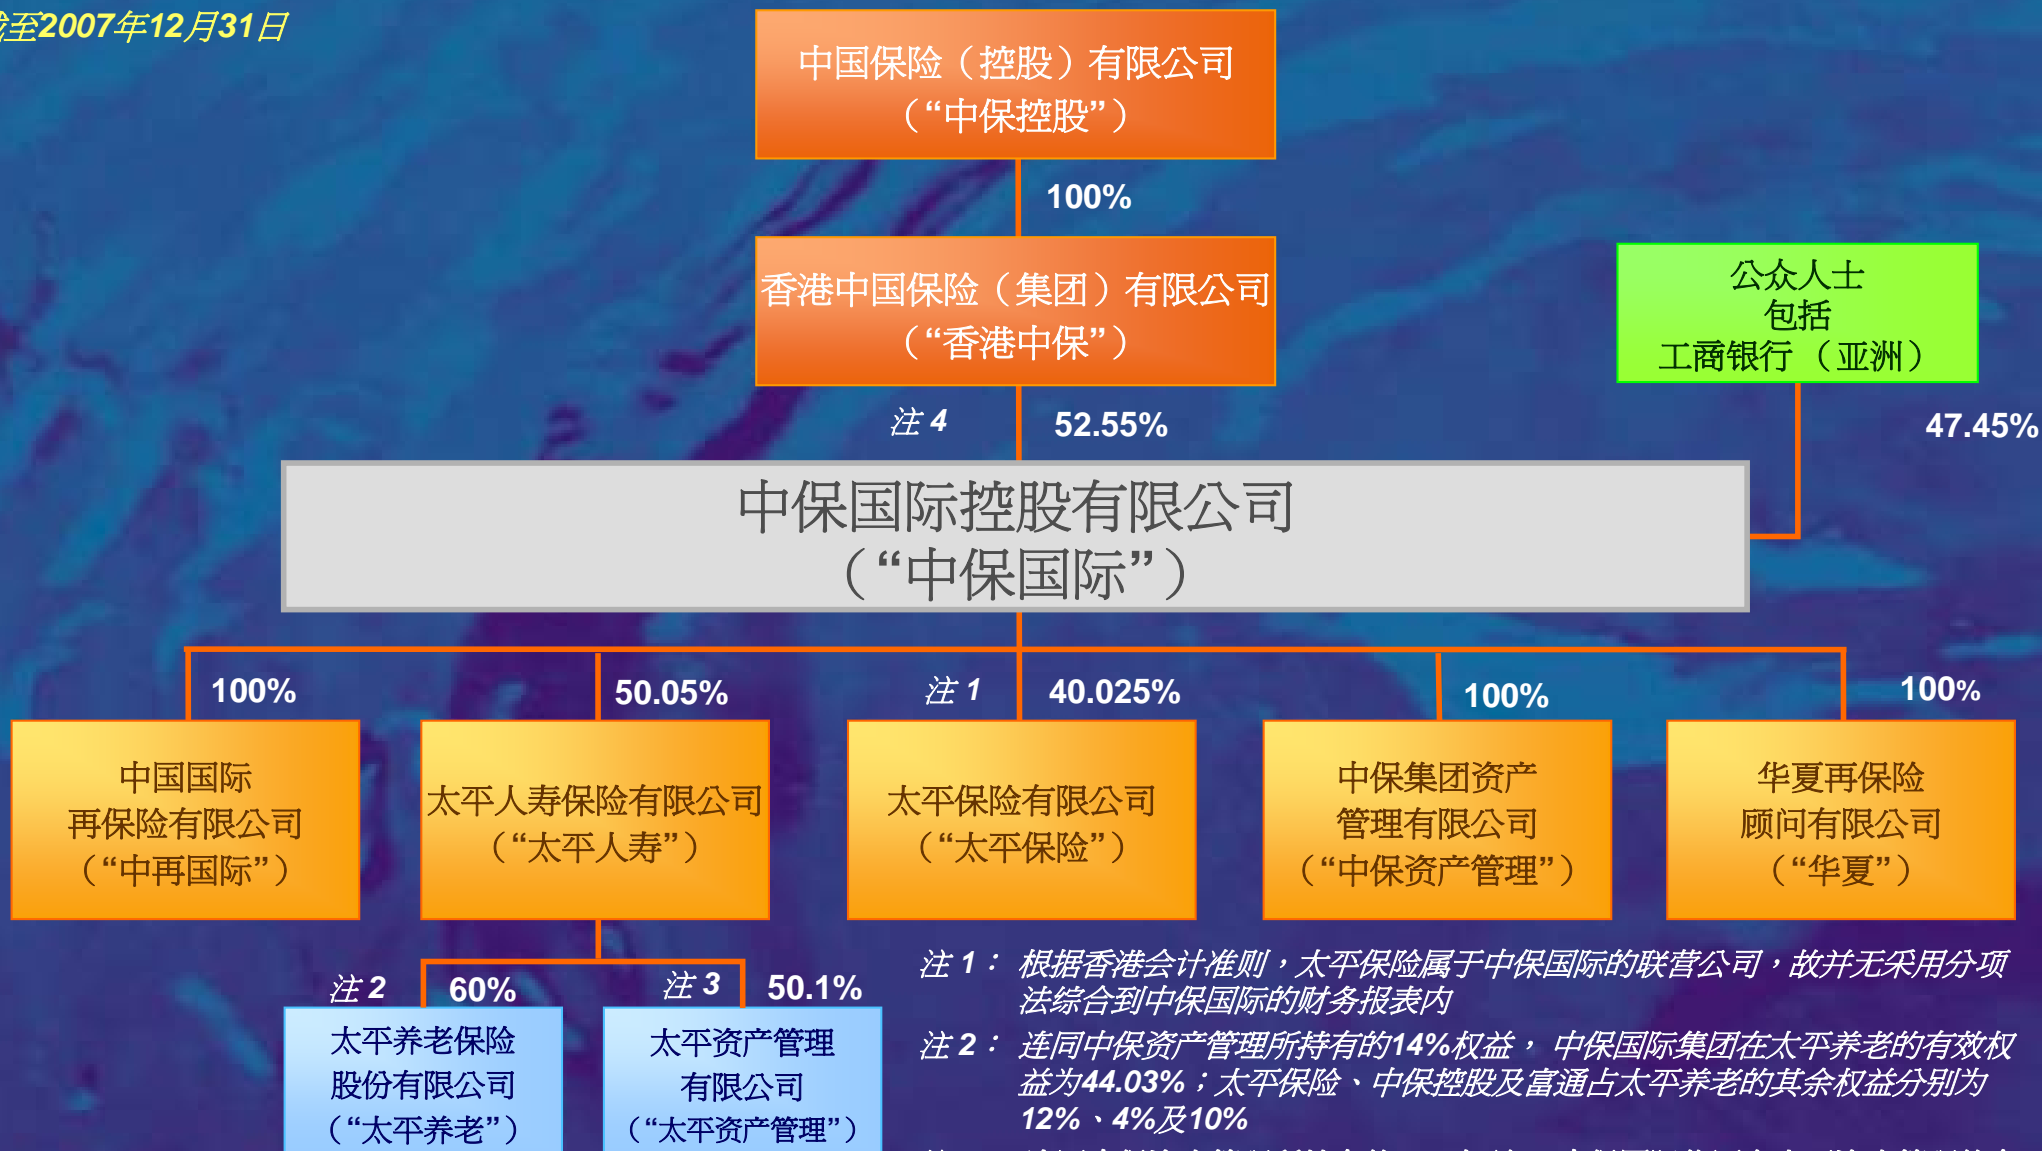 至2007年12月31日
中国保险（控股）有限公司
（“中保控股”）
100%
香港中国保险（集团）有限公司
（“香港中保”）
公众人士
包括
工商银行 （亚洲）
注 4
52.55%
47.45%
中保国际控股有限公司
（“中保国际”）
100%
50.05%
注 1
40.025%
100%
100%
中国国际
再保险有限公司
（“中再国际”）
太平人寿保险有限公司
（“太平人寿”）
太平保险有限公司
（“太平保险”）
中保集团资产
管理有限公司
（“中保资产管理”）
华夏再保险
顾问有限公司
（“华夏”）
注 2
60%
注 3
50.1%
太平养老保险
股份有限公司
（“太平养老”）
太平资产管理
有限公司
（“太平资产管理”）
注 1： 根据香港会计准则，太平保险属于中保国际的联营公司，故并无采用分项
法综合到中保国际的财务报表内
注 2： 连同中保资产管理所持有的14%权益， 中保国际集团在太平养老的有效权
益为44.03%；太平保险、中保控股及富通占太平养老的其余权益分别为
12%、4%及10%